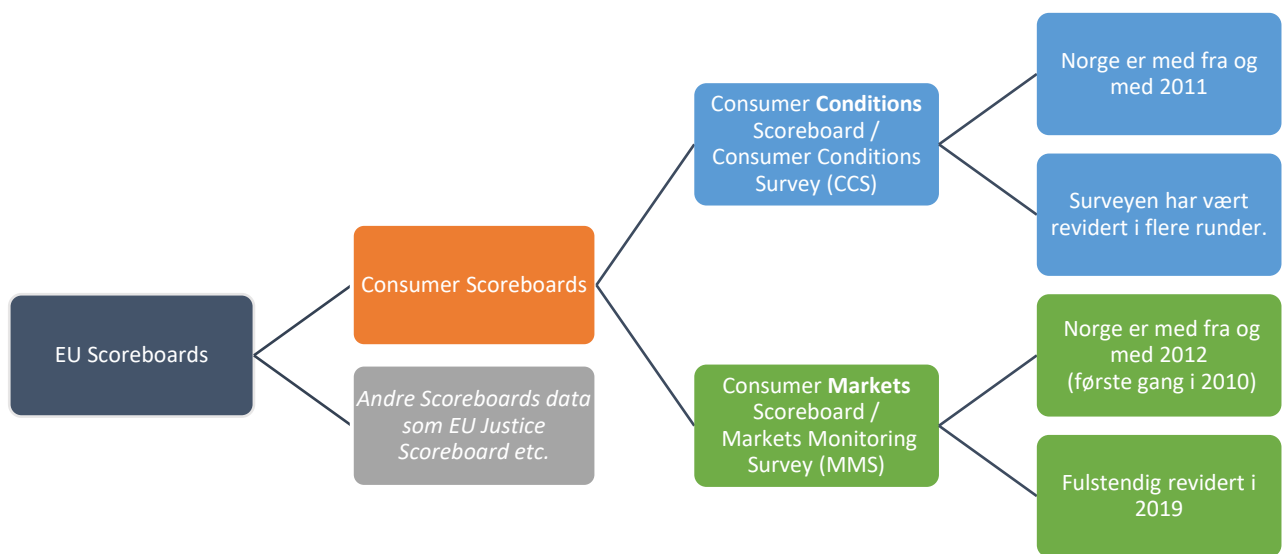 EU Scoreboards
Consumer Scoreboards
Andre Scoreboards data
som EU Justice
Scoreboard etc.
Consumer Conditions
Scoreboard /
Consumer Conditions
Survey (CCS)
Consumer Markets
Scoreboard /
Markets Monitoring
Survey (MMS)
Norge er med fra og
med 2011
Surveyen har vært
revidert i flere runder.
Norge er med fra og
med 2012
(første gang i 2010)
Fulstendig revidert i
2019